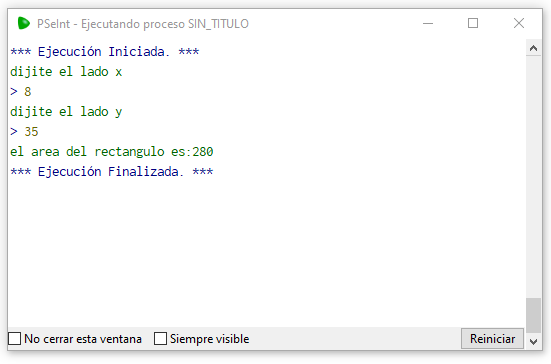 PSeInt - Ejecutando proceso SIN_TITULO
*** Ejecución Iniciada. ***
dijite el lado x
> 8
dijite el lado y
> 35
el area del rectangulo es:280
*** Ejecución Finalizada. ***
No cerrar esta ventana Siempre visible Reiniciar